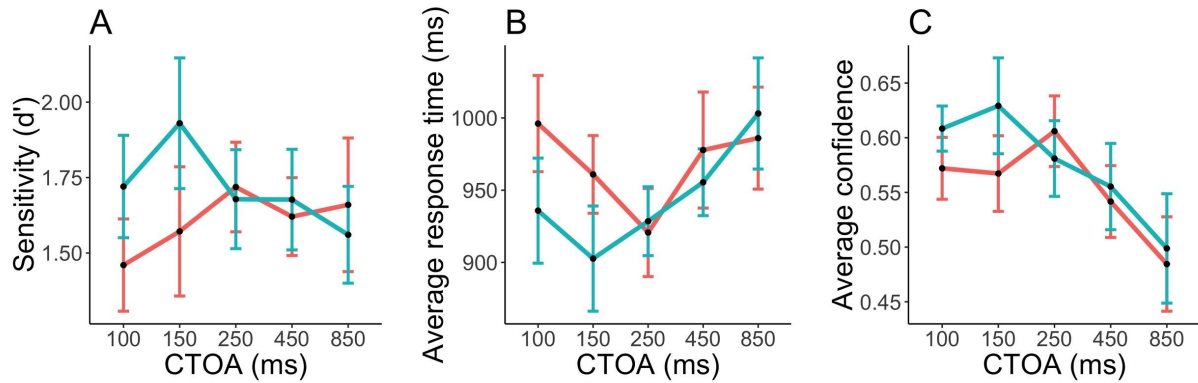 A
Sensitivity (d')
2.00
1.75
1.50
100 150 250 450 850
CTOA (ms)
B
Average response time (ms)
1000
950
900
100 150 250 450 850
CTOA (ms)
C
Average confidence
0.65
0.60
0.55
0.50
0.45
100 150 250 450 850
CTOA (ms)